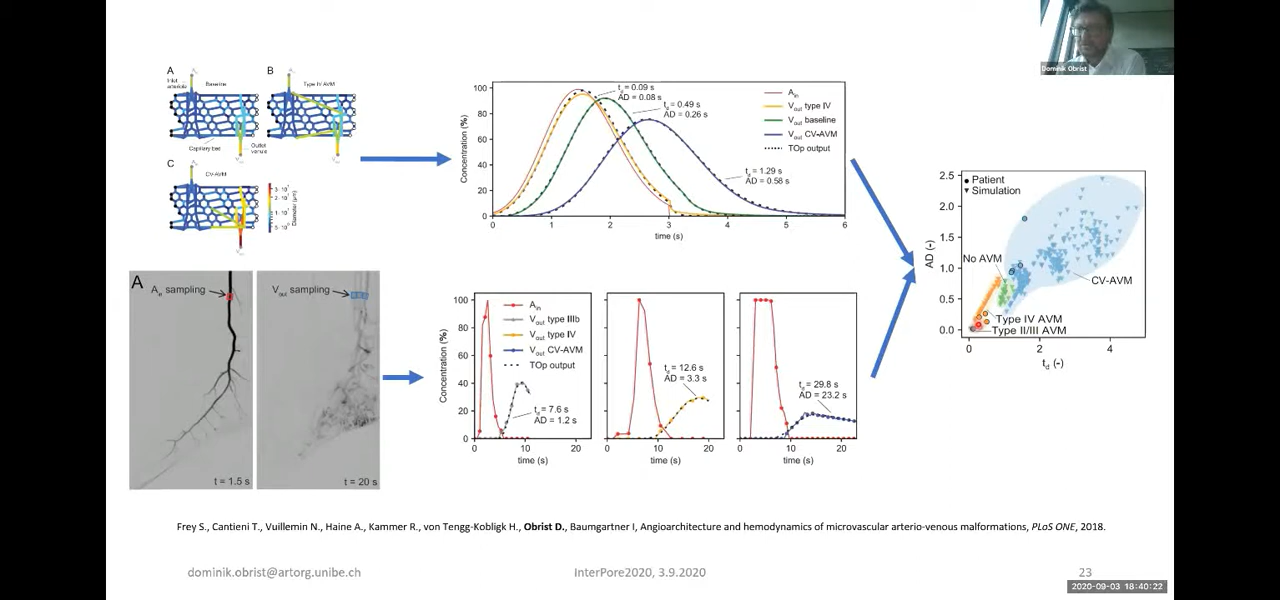 Dominik Obrist
A
Inlet
arteriole
Baseline
Capillary bed
Outlet
venule
B
Type IV AVM
C
CV-AVM
Diameter (μm)
Concentration (%)
100
80
60
40
20
0
0 1 2 3 4 5 6
time (s)
t_d = 0.09 s
AD = 0.08 s
t_d = 0.49 s
AD = 0.26 s
t_d = 1.29 s
AD = 0.58 s
A_in
V_out type IV
V_out baseline
V_out CV-AVM
TOp output
A
A_in sampling
t = 1.5 s
V_out sampling
t = 20 s
Concentration (%)
100
80
60
40
20
0
0 10 20
time (s)
A_in
V_out type IIIb
V_out type IV
V_out CV-AVM
TOp output
t_d = 7.6 s
AD = 1.2 s
0 10 20
time (s)
t_d = 12.6 s
AD = 3.3 s
0 10 20
time (s)
t_d = 29.8 s
AD = 23.2 s
AD (-)
2.5
2.0
1.5
1.0
0.5
0.0
0 2 4
t_d (-)
Patient
Simulation
No AVM
CV-AVM
Type IV AVM
Type II/III AVM
Frey S., Cantieni T., Vuillemin N., Haine A., Kammer R., von Tengg-Kobligk H., Obrist D., Baumgartner I, Angioarchitecture and hemodynamics of microvascular arterio-venous malformations, PLoS ONE, 2018.
dominik.obrist@artorg.unibe.ch
InterPore2020, 3.9.2020
23
2020-09-03 18:40:22